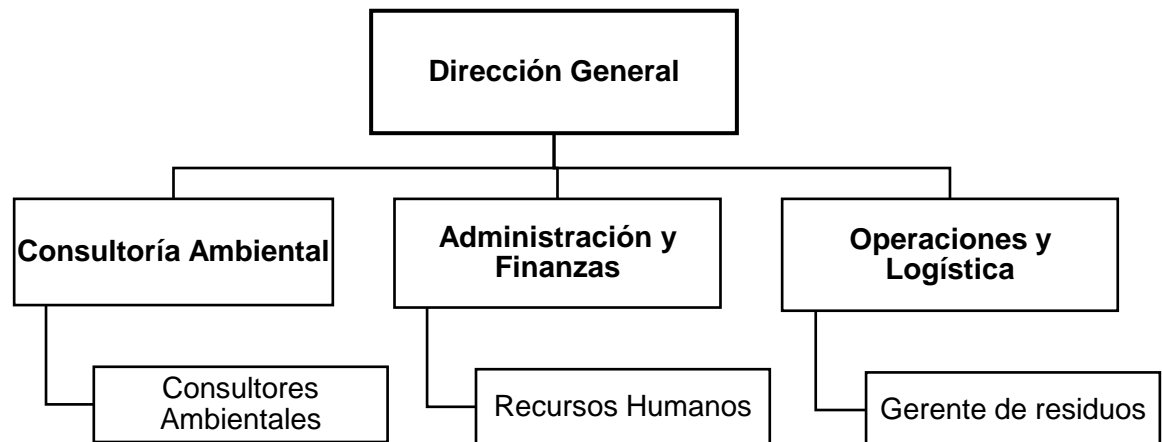 Dirección General
Consultoría Ambiental
Administración y
Finanzas
Operaciones y
Logística
Consultores
Ambientales
Recursos Humanos
Gerente de residuos